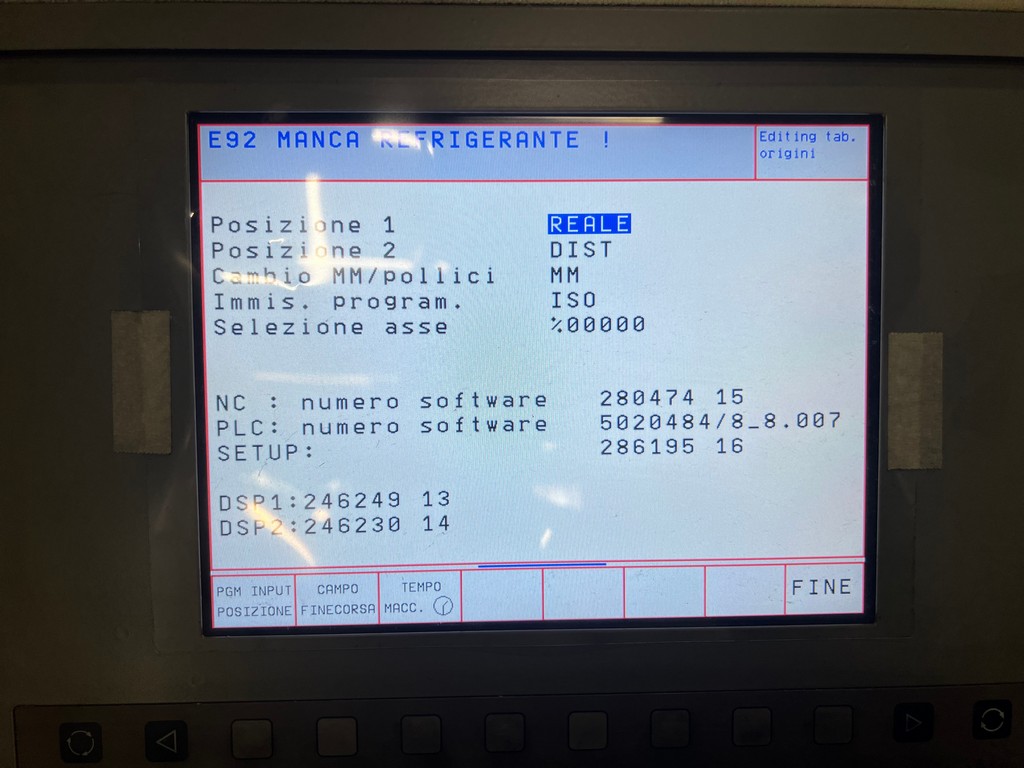 E92 MANCA REFRIGERANTE !
Editing tab.
origini
Posizione 1 REALE
Posizione 2 DIST
Cambio MM/pollici MM
Immis. program. ISO
Selezione asse %00000
NC : numero software 280474 15
PLC: numero software 5020484/8_8.007
SETUP: 286195 16
DSP1:246249 13
DSP2:246230 14
PGM INPUT
POSIZIONE
CAMPO
FINECORSA
TEMPO
MACC.
FINE